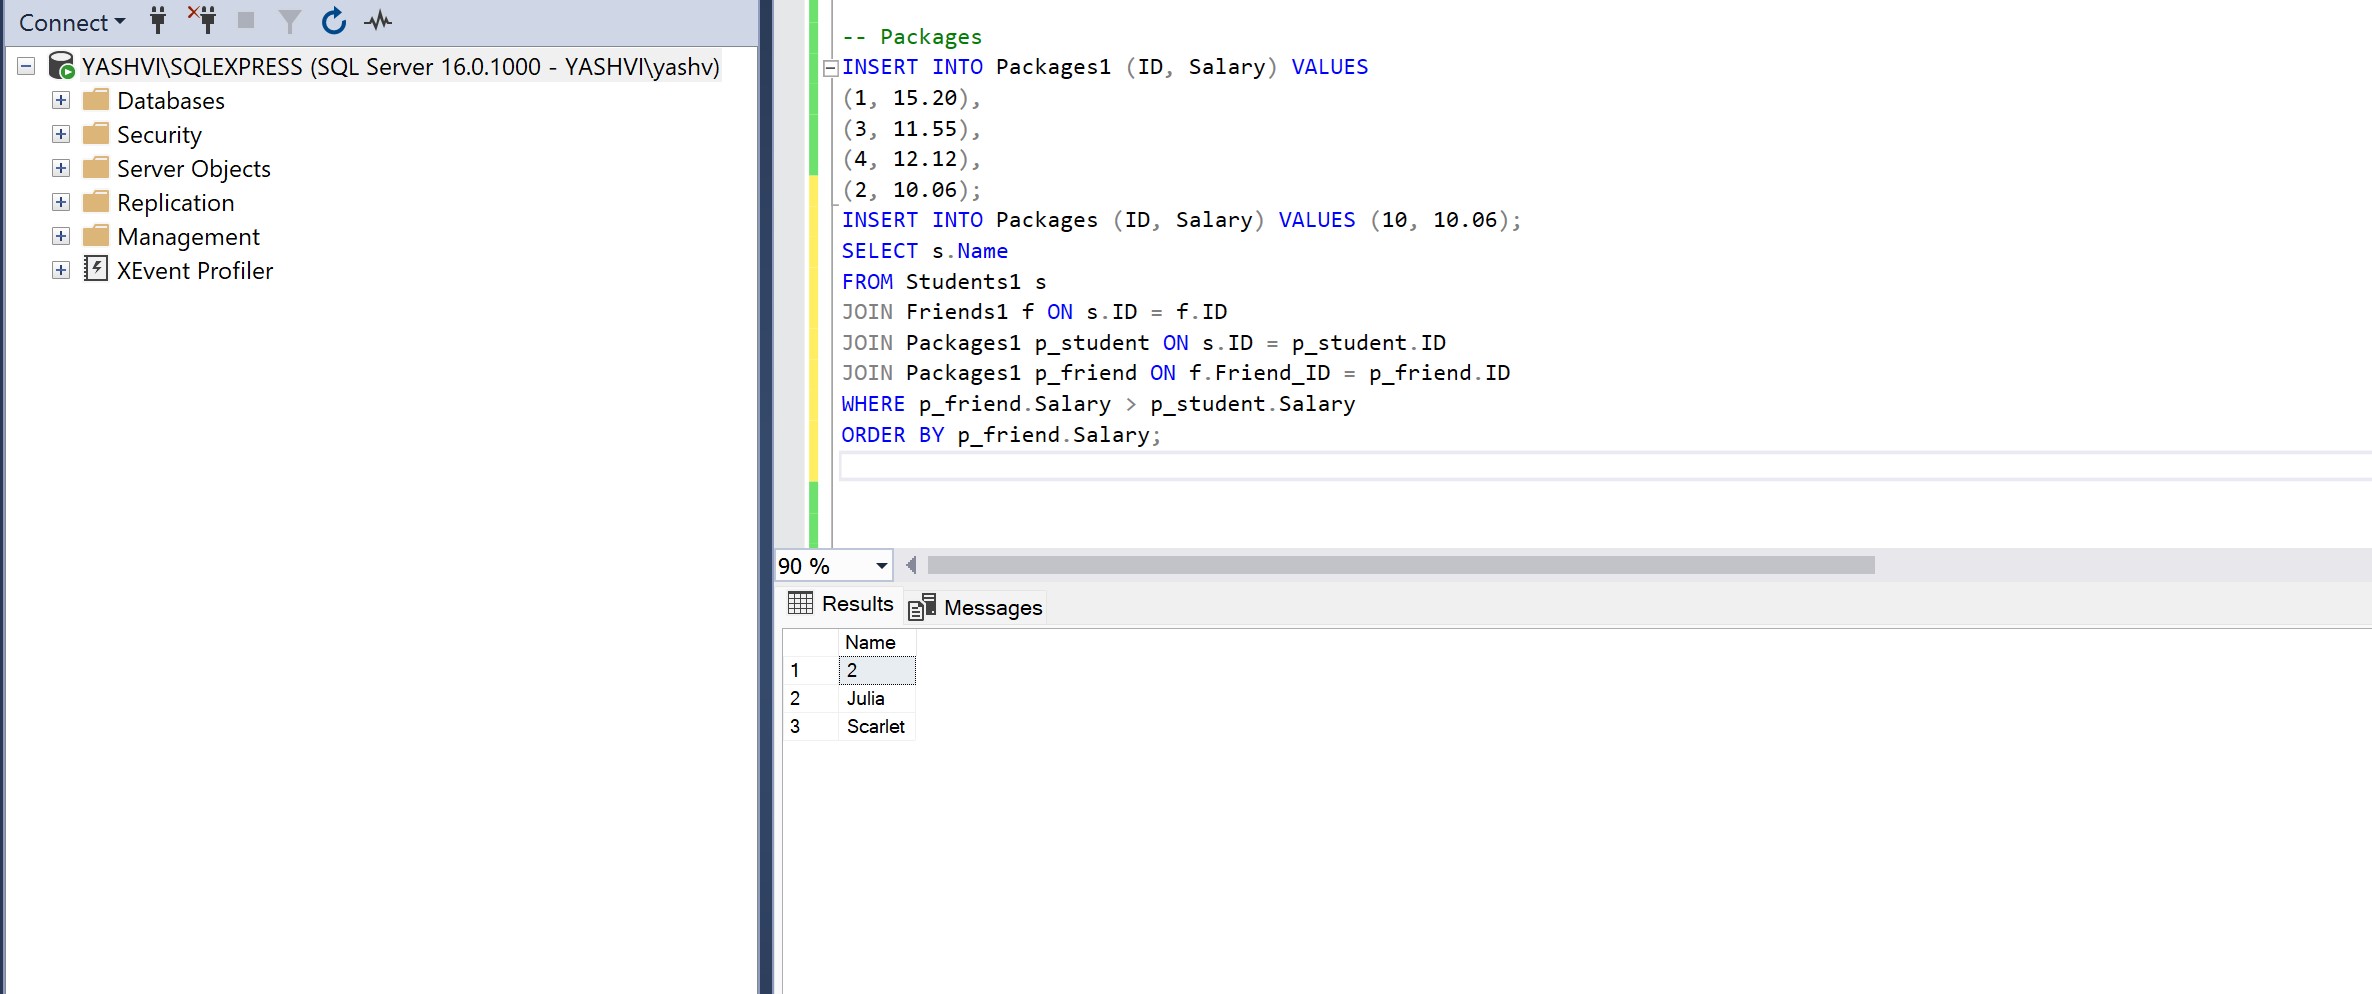 Connect
YASHVI\SQLEXPRESS (SQL Server 16.0.1000 - YASHVI\yashv)
Databases
Security
Server Objects
Replication
Management
XEvent Profiler
-- Packages
INSERT INTO Packages1 (ID, Salary) VALUES
(1, 15.20),
(3, 11.55),
(4, 12.12),
(2, 10.06);
INSERT INTO Packages (ID, Salary) VALUES (10, 10.06);
SELECT s.Name
FROM Students1 s
JOIN Friends1 f ON s.ID = f.ID
JOIN Packages1 p_student ON s.ID = p_student.ID
JOIN Packages1 p_friend ON f.Friend_ID = p_friend.ID
WHERE p_friend.Salary > p_student.Salary
ORDER BY p_friend.Salary;
90 %
Results Messages
Name
1 2
2 Julia
3 Scarlet